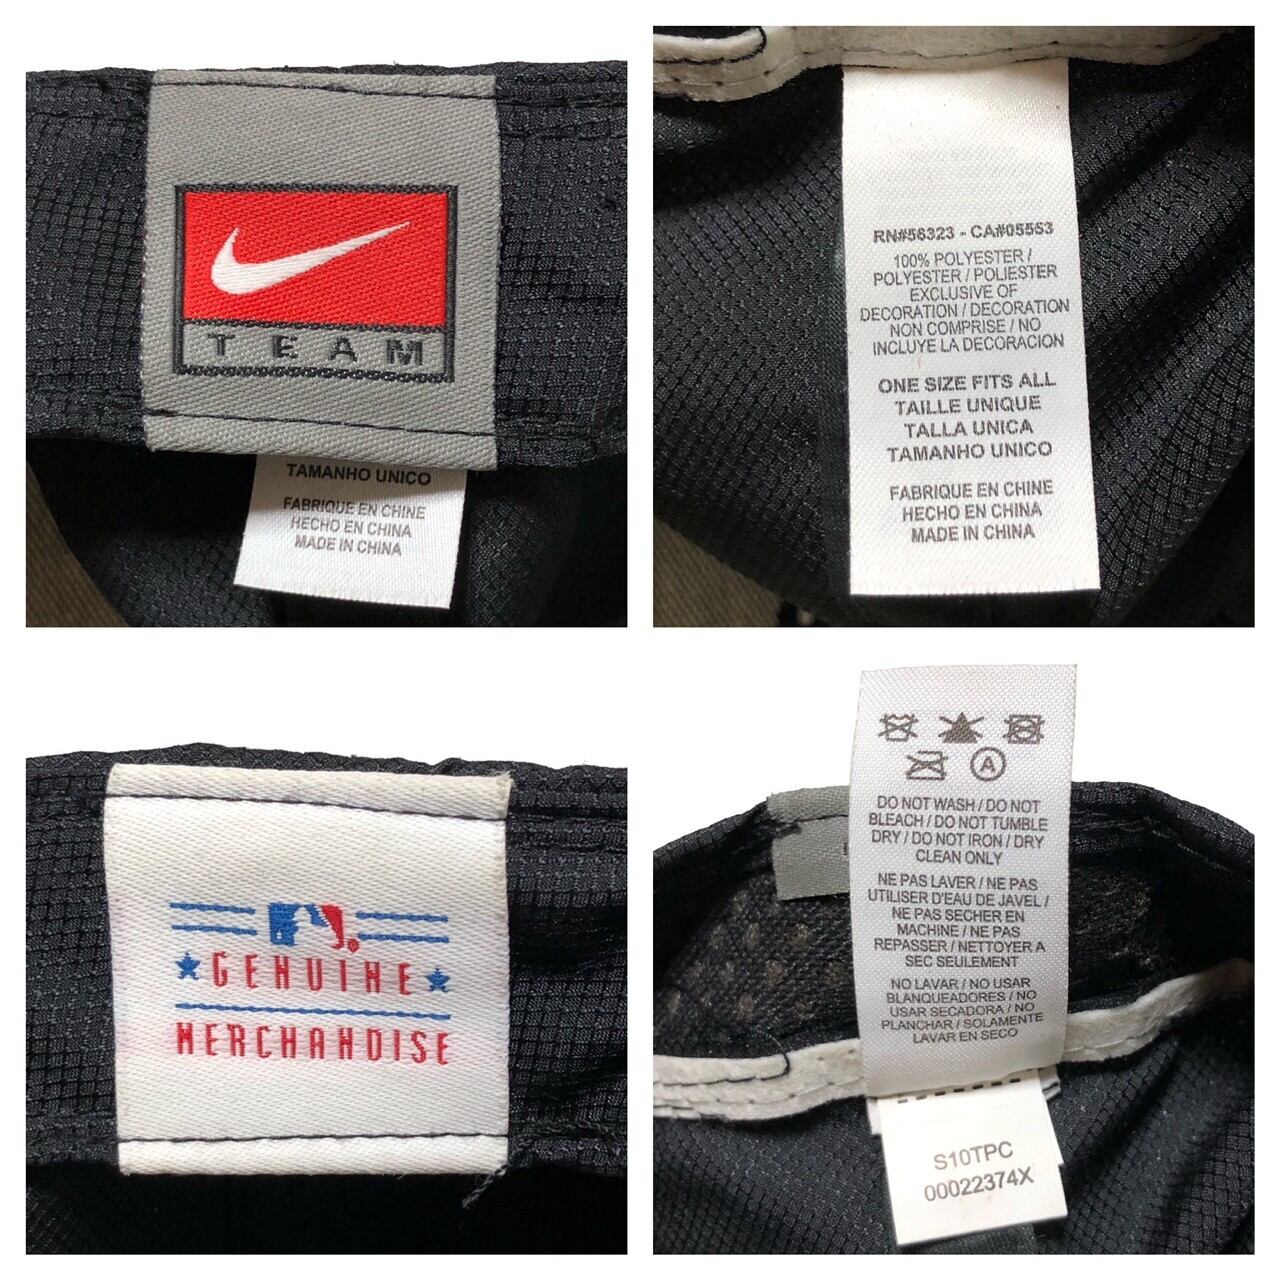 TEAM
TAMANHO UNICO
FABRIQUE EN CHINE
HECHO EN CHINA
MADE IN CHINA
RN#56323 - CA#05553
100% POLYESTER /
POLYESTER / POLIESTER
EXCLUSIVE OF
DECORATION / DECORATION
NON COMPRISE / NO
INCLUYE LA DECORACION
ONE SIZE FITS ALL
TAILLE UNIQUE
TALLA UNICA
TAMANHO UNICO
FABRIQUE EN CHINE
HECHO EN CHINA
MADE IN CHINA
GENUINE
MERCHANDISE
A
DO NOT WASH / DO NOT
BLEACH / DO NOT TUMBLE
DRY / DO NOT IRON / DRY
CLEAN ONLY
NE PAS LAVER / NE PAS
UTILISER D'EAU DE JAVEL /
NE PAS SECHER EN
MACHINE / NE PAS
REPASSER / NETTOYER A
SEC SEULEMENT
NO LAVAR / NO USAR
BLANQUEADORES / NO
USAR SECADORA / NO
PLANCHAR / SOLAMENTE
LAVAR EN SECO
S10TPC
00022374X